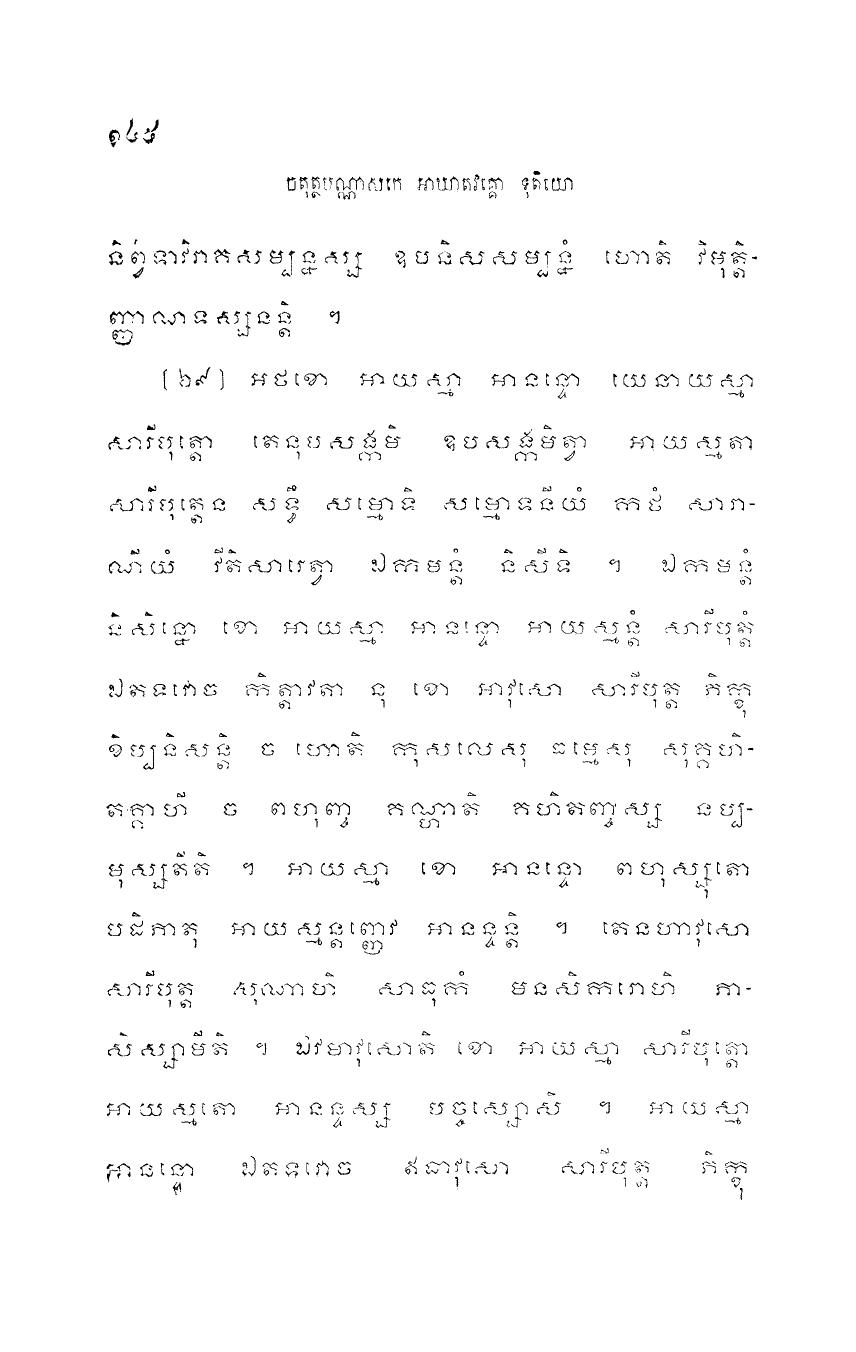 ១៤៥
ចតុត្ថបណ្ណាសកេ អាឃាតវគ្គោ ទុតិយោ
និព្វិទាវិរាគសម្បន្នស្ស ឧបនិសសម្បន្នំ ហោតិ វិមុត្តិ-
ញ្ញាណទស្សនន្តិ ។
(៦៩) អថខោ អាយស្មា អានន្ទោ យេនាយស្មា
សារីបុត្តោ តេនុបសង្កមិ ឧបសង្កមិត្វា អាយស្មតា
សារីបុត្តេន សទ្ធឹ សម្មោទិ សម្មោទនីយំ កថំ សារា-
ណីយំ វីតិសារេត្វា ឯកមន្តំ និសីទិ ។ ឯកមន្តំ
និសិន្នោ ខោ អាយស្មា អានន្ទោ អាយស្មន្តំ សារីបុត្តំ
ឯតទវោច កិត្តាវតា នុ ខោ អាវុសោ សារីបុត្ត ភិក្ខុ
ខិប្បនិសន្តិ ច ហោតិ កុសលេសុ ធម្មេសុ សុគ្គហិ-
តគ្គាហី ច ពហុញ្ច គណ្ហាតិ គហិតញ្ចស្ស នប្ប-
មុស្សតីតិ ។ អាយស្មា ខោ អានន្ទោ ពហុស្សុតោ
បដិភាតុ អាយស្មន្តញ្ញេវ អានន្ទន្តិ ។ តេនហាវុសោ
សារីបុត្ត សុណាហិ សាធុកំ មនសិករោហិ ភា-
សិស្សាមីតិ ។ ឯវមាវុសោតិ ខោ អាយស្មា សារីបុត្តោ
អាយស្មតោ អានន្ទស្ស បច្ចស្សោសិ ។ អាយស្មា
អានន្ទោ ឯតទវោច ឥធាវុសោ សារីបុត្ត ភិក្ខុ